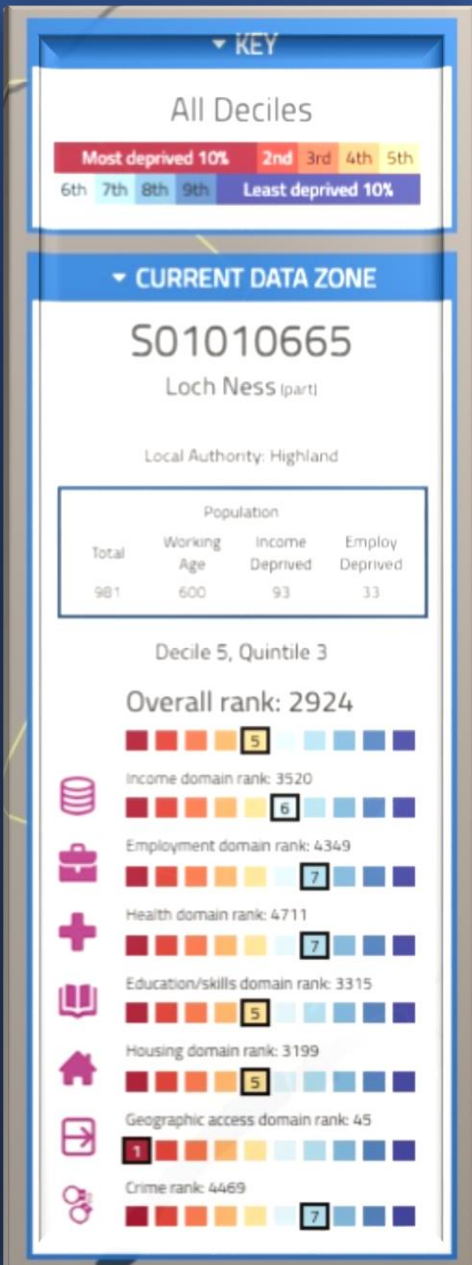 KEY
All Deciles
Most deprived 10% 2nd 3rd 4th 5th
6th 7th 8th 9th Least deprived 10%
CURRENT DATA ZONE
S01010665
Loch Ness (part)
Local Authority: Highland
Population
Total Working Age Income Deprived Employ Deprived
981 600 93 33
Decile 5, Quintile 3
Overall rank: 2924
5
Income domain rank: 3520
6
Employment domain rank: 4349
7
Health domain rank: 4711
7
Education/skills domain rank: 3315
5
Housing domain rank: 3199
5
Geographic access domain rank: 45
1
Crime rank: 4469
7